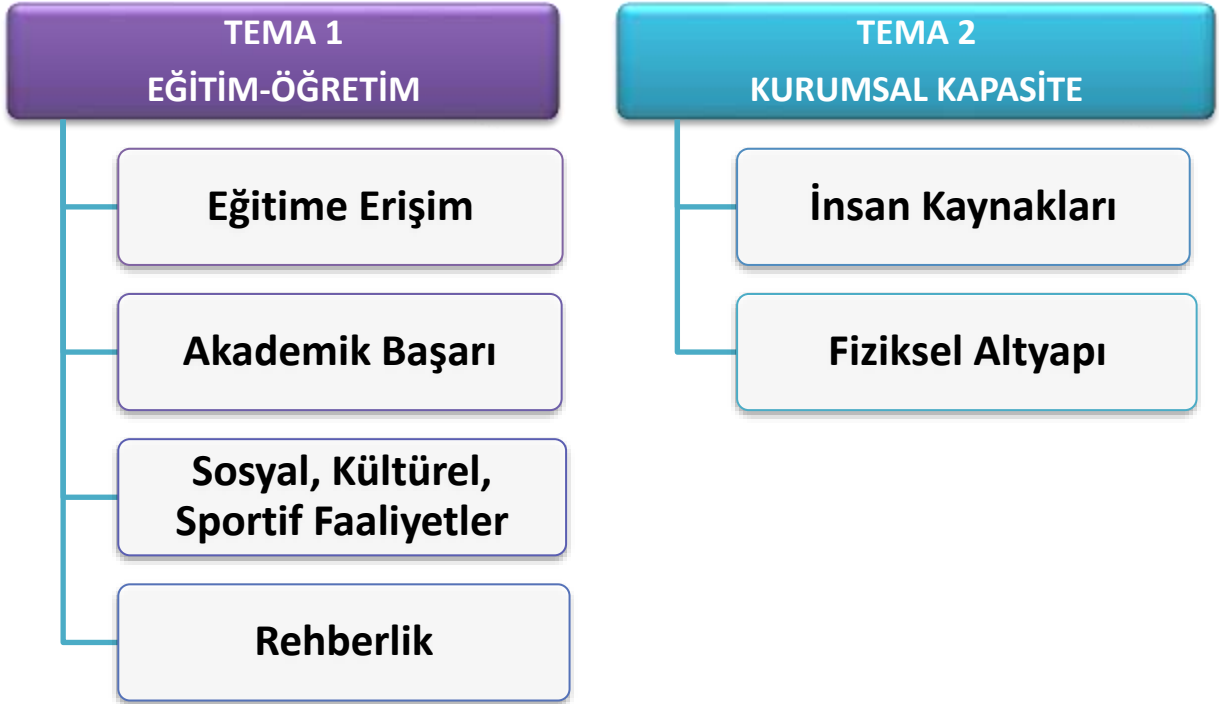 TEMA 1
EĞİTİM-ÖĞRETİM
Eğitime Erişim
Akademik Başarı
Sosyal, Kültürel,
Sportif Faaliyetler
Rehberlik
TEMA 2
KURUMSAL KAPASİTE
İnsan Kaynakları
Fiziksel Altyapı